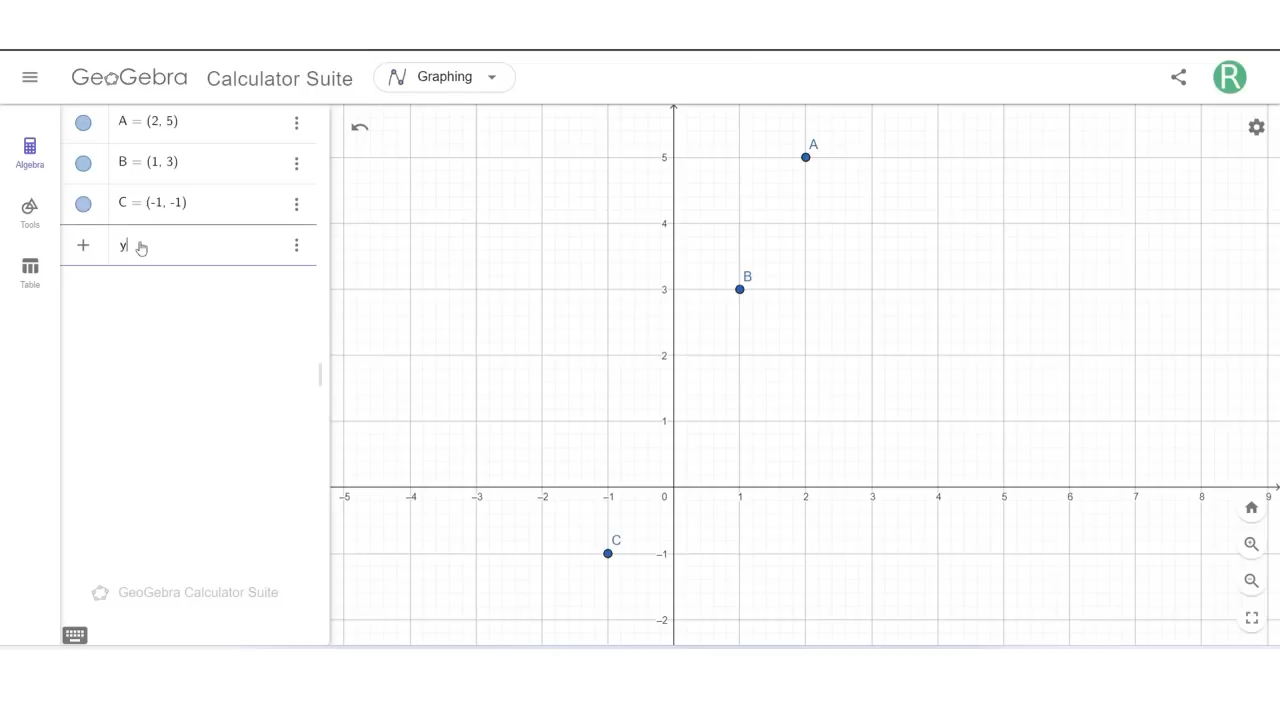 GeoGebra Calculator Suite Graphing R
A = (2, 5)
B = (1, 3)
C = (-1, -1)
y
Algebra
Tools
Table
GeoGebra Calculator Suite
A
B
C
5
4
3
2
1
–5 –4 –3 –2 –1 0 1 2 3 4 5 6 7 8 9
–1
–2